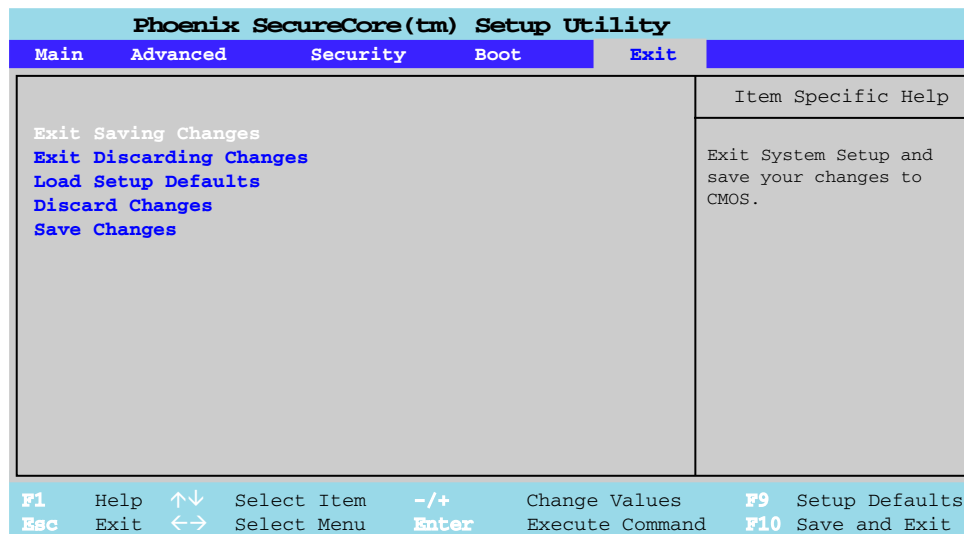 Phoenix SecureCore(tm) Setup Utility
Main Advanced Security Boot Exit
Item Specific Help
Exit Saving Changes
Exit Discarding Changes
Load Setup Defaults
Discard Changes
Save Changes
Exit System Setup and
save your changes to
CMOS.
F1 Help ↑↓ Select Item -/+ Change Values F9 Setup Defaults
Esc Exit ←→ Select Menu Enter Execute Command F10 Save and Exit